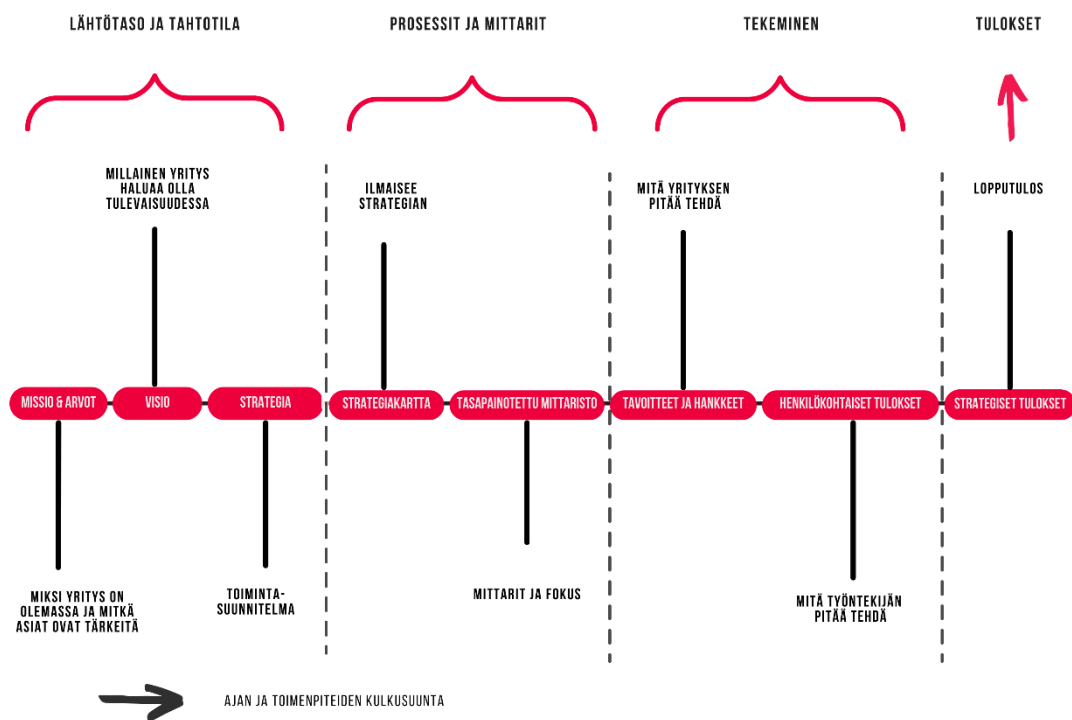 LÄHTÖTASO JA TAHTOTILA
PROSESSIT JA MITTARIT
TEKEMINEN
TULOKSET
MILLAINEN YRITYS
HALUAA OLLA
TULEVAISUUDESSA
ILMAISEE
STRATEGIAN
MITÄ YRITYKSEN
PITÄÄ TEHDÄ
LOPPUTULOS
MISSIO & ARVOT
VISIO
STRATEGIA
STRATEGIAKARTTA
TASAPAINOTETTU MITTARISTO
TAVOITTEET JA HANKKEET
HENKILÖKOHTAISET TULOKSET
STRATEGISET TULOKSET
MIKSI YRITYS ON
OLEMASSA JA MITKÄ
ASIAT OVAT TÄRKEITÄ
TOIMINTA-
SUUNNITELMA
MITTARIT JA FOKUS
MITÄ TYÖNTEKIJÄN
PITÄÄ TEHDÄ
AJAN JA TOIMENPITEIDEN KULKUSUUNTA